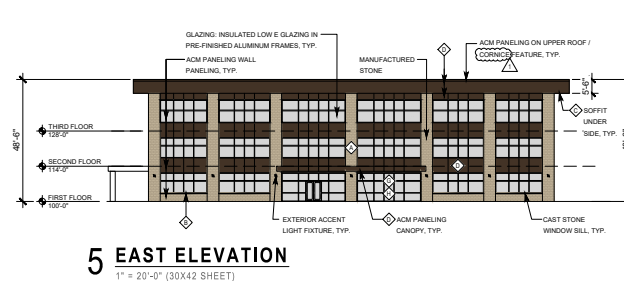 GLAZING: INSULATED LOW E GLAZING IN
PRE-FINISHED ALUMINUM FRAMES, TYP.
ACM PANELING WALL
PANELING, TYP.
MANUFACTURED
STONE
D
ACM PANELING ON UPPER ROOF /
CORNICE FEATURE, TYP.
1
5'-6"
C
SOFFIT
UNDER
SIDE, TYP.
48'-6"
THIRD FLOOR
128'-0"
SECOND FLOOR
114'-0"
FIRST FLOOR
100'-0"
A
D
G
H
B
EXTERIOR ACCENT
LIGHT FIXTURE, TYP.
D
ACM PANELING
CANOPY, TYP.
CAST STONE
WINDOW SILL, TYP.
5 EAST ELEVATION
1" = 20'-0" (30X42 SHEET)